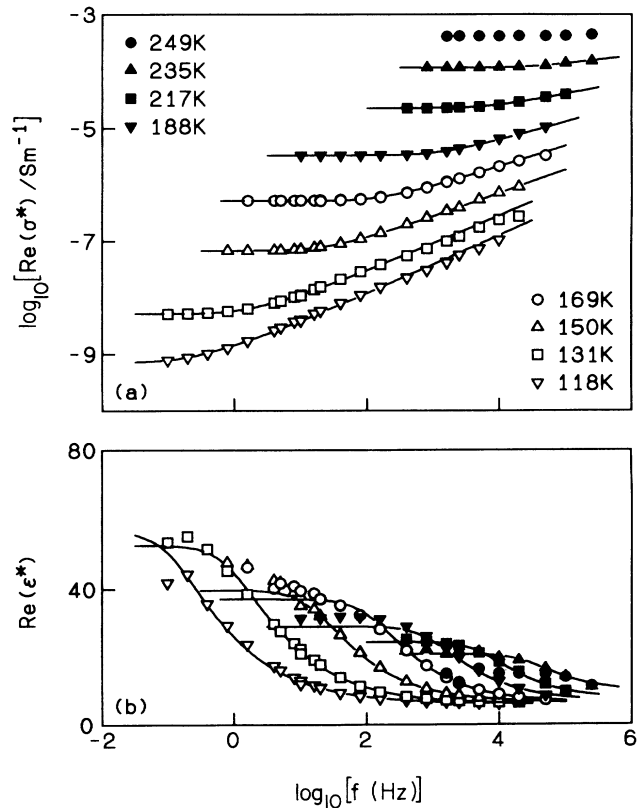 -3
● 249K
▲ 235K
■ 217K
▼ 188K
-5
-7
-9
log₁₀[Re(σ*)/Sm⁻¹]
○ 169K
△ 150K
□ 131K
▽ 118K
(a)
80
40
0
Re(ε*)
(b)
-2 0 2 4 6
log₁₀[f (Hz)]